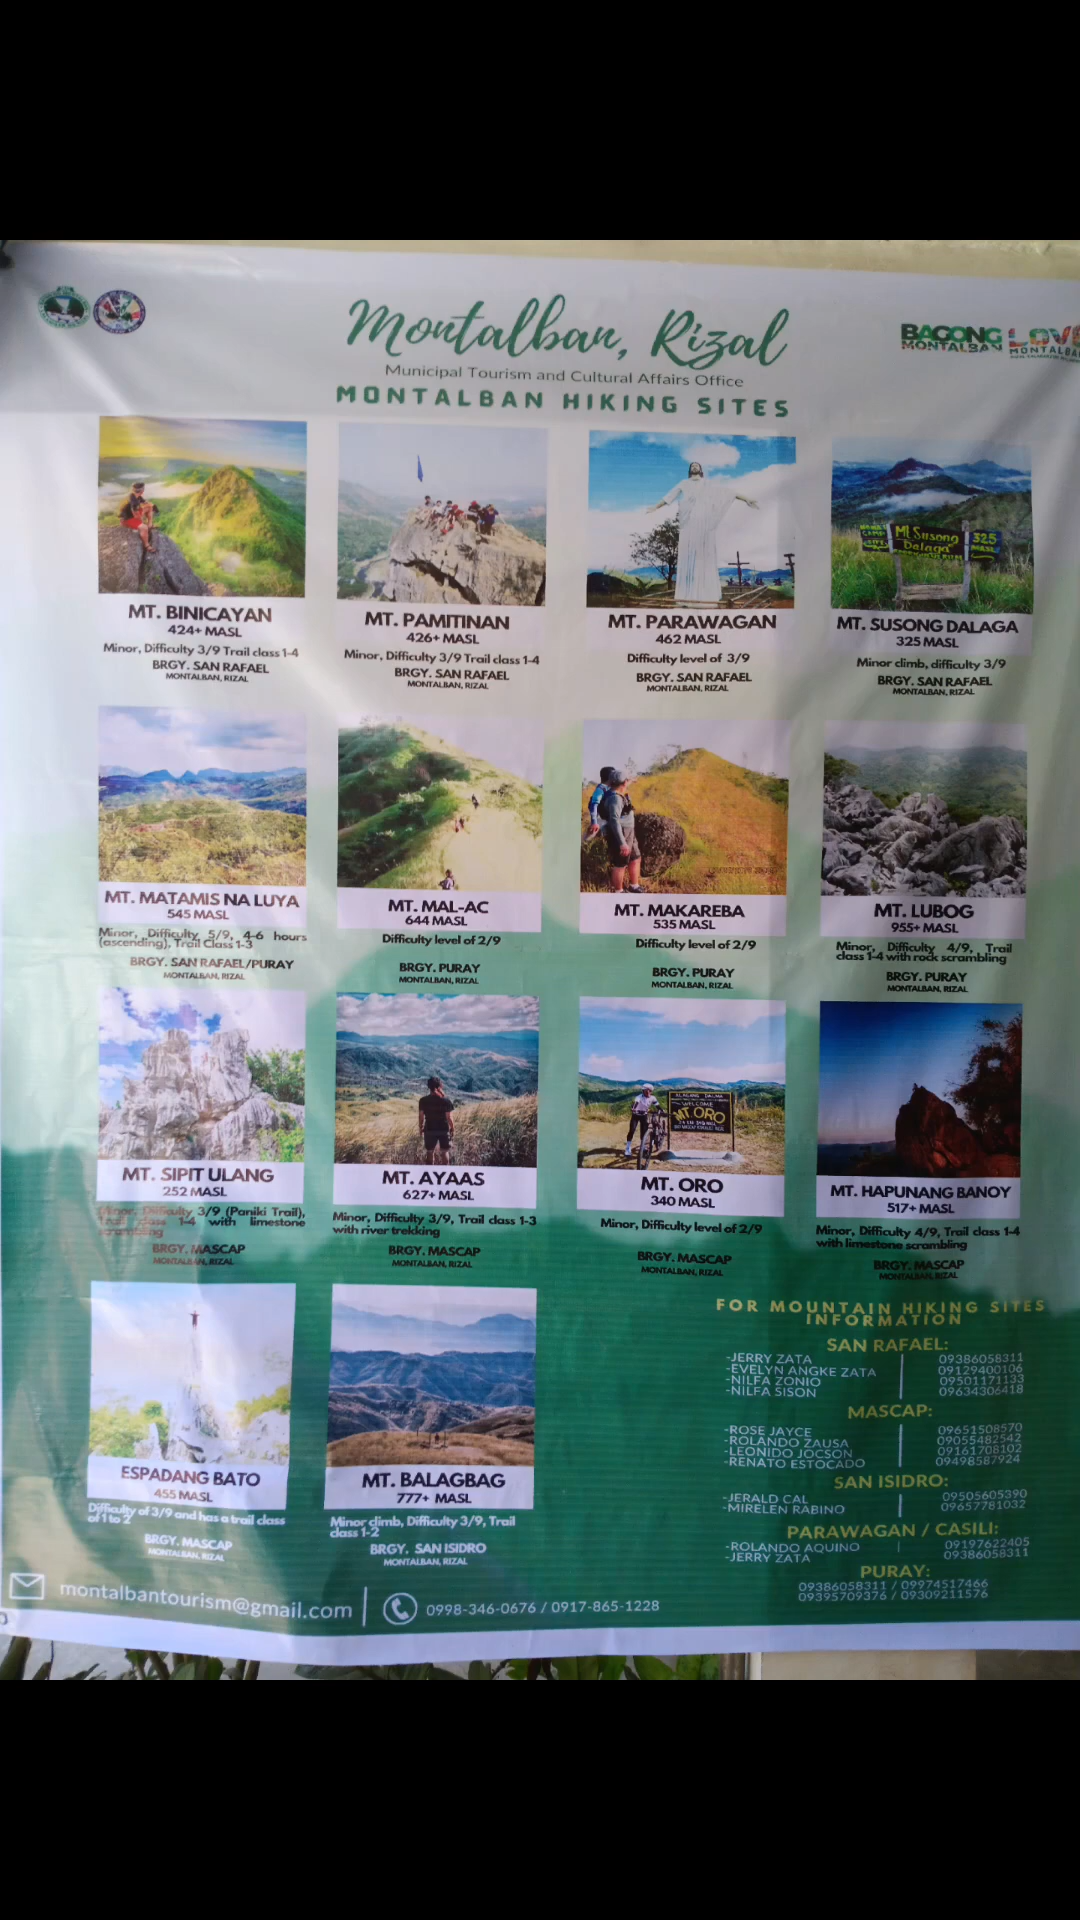 Montalban, Rizal
Municipal Tourism and Cultural Affairs Office
MONTALBAN HIKING SITES
BAGONG
MONTALBAN
LOVE
MONTALBA
MT. BINICAYAN
424+ MASL
Minor, Difficulty 3/9 Trail class 1-4
BRGY. SAN RAFAEL
MONTALBAN, RIZAL
MT. PAMITINAN
426+ MASL
Minor, Difficulty 3/9 Trail class 1-4
BRGY. SAN RAFAEL
MONTALBAN, RIZAL
MT. PARAWAGAN
462 MASL
Difficulty level of 3/9
BRGY. SAN RAFAEL
MONTALBAN, RIZAL
Mt Susong
Dalaga
325
MASL
MT. SUSONG DALAGA
325 MASL
Minor climb, difficulty 3/9
BRGY. SAN RAFAEL
MONTALBAN, RIZAL
MT. MATAMIS NA LUYA
545 MASL
Minor, Difficulty 5/9, 4-6 hours
(ascending), Trail Class 1-3
BRGY. SAN RAFAEL/PURAY
MONTALBAN, RIZAL
MT. MAL-AC
644 MASL
Difficulty level of 2/9
BRGY. PURAY
MONTALBAN, RIZAL
MT. MAKAREBA
535 MASL
Difficulty level of 2/9
BRGY. PURAY
MONTALBAN, RIZAL
MT. LUBOG
955+ MASL
Minor, Difficulty 4/9, Trail
class 1-4 with rock scrambling
BRGY. PURAY
MONTALBAN, RIZAL
MT. SIPIT ULANG
252 MASL
Minor, Difficulty 3/9 (Paniki Trail),
Trail class 1-4 with limestone
scrambling
BRGY. MASCAP
MONTALBAN, RIZAL
MT. AYAAS
627+ MASL
Minor, Difficulty 3/9, Trail class 1-3
with river trekking
BRGY. MASCAP
MONTALBAN, RIZAL
WELCOME
MT. ORO
MT. ORO
340 MASL
Minor, Difficulty level of 2/9
BRGY. MASCAP
MONTALBAN, RIZAL
MT. HAPUNANG BANOY
517+ MASL
Minor, Difficulty 4/9, Trail class 1-4
with limestone scrambling
BRGY. MASCAP
MONTALBAN, RIZAL
ESPADANG BATO
455 MASL
Difficulty of 3/9 and has a trail class
of 1 to 2
BRGY. MASCAP
MONTALBAN, RIZAL
MT. BALAGBAG
777+ MASL
Minor climb, Difficulty 3/9, Trail
class 1-2
BRGY. SAN ISIDRO
MONTALBAN, RIZAL
FOR MOUNTAIN HIKING SITES
INFORMATION
SAN RAFAEL:
-JERRY ZATA 09386058311
-EVELYN ANGKE ZATA 09129400106
-NILFA ZONIO 09501171133
-NILFA SISON 09634306418
MASCAP:
-ROSE JAYCE 09651508570
-ROLANDO ZAUSA 09055482542
-LEONIDO JOCSON 09161708102
-RENATO ESTOCADO 09498587924
SAN ISIDRO:
-JERALD CAL 09505605390
-MIRELEN RABINO 09657781032
PARAWAGAN / CASILI:
-ROLANDO AQUINO 09197622405
-JERRY ZATA 09386058311
PURAY:
09386058311 / 09974517466
09395709376 / 09309211576
montalbantourism@gmail.com
0998-346-0676 / 0917-865-1228